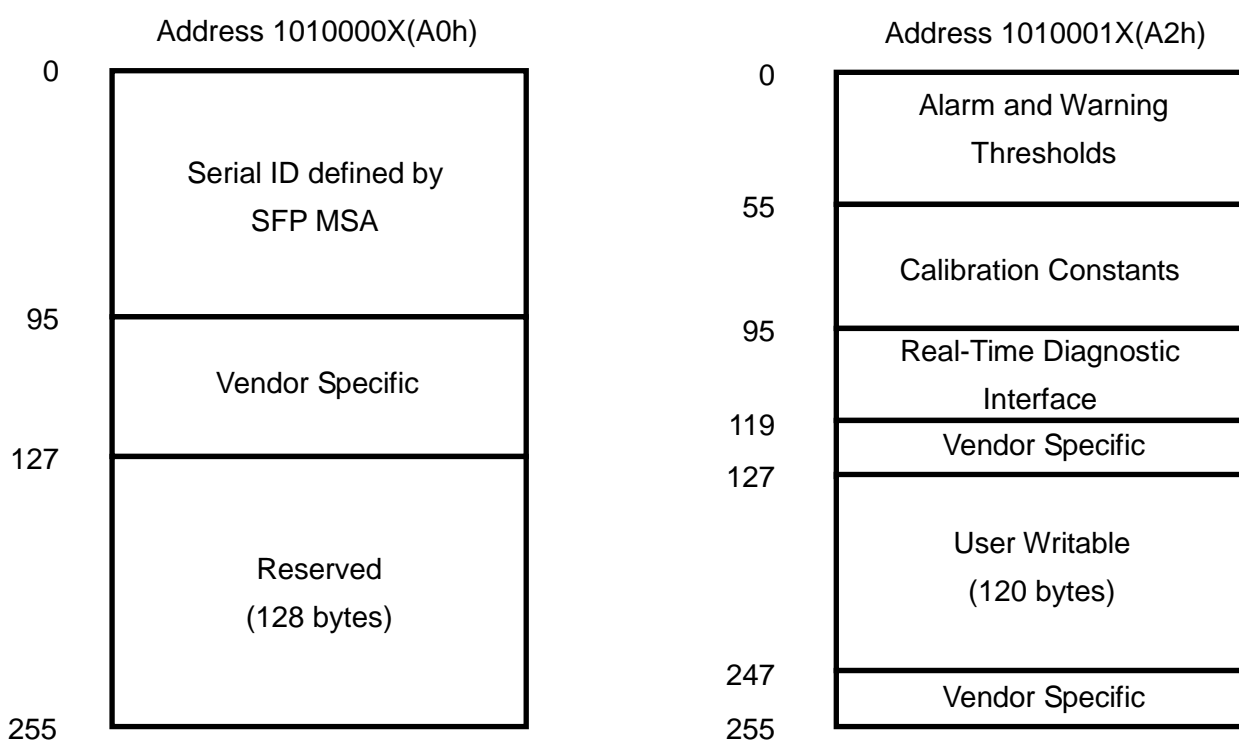 Address 1010000X(A0h)
0
Serial ID defined by
SFP MSA
95
Vendor Specific
127
Reserved
(128 bytes)
255
Address 1010001X(A2h)
0
Alarm and Warning
Thresholds
55
Calibration Constants
95
Real-Time Diagnostic
Interface
119
Vendor Specific
127
User Writable
(120 bytes)
247
Vendor Specific
255